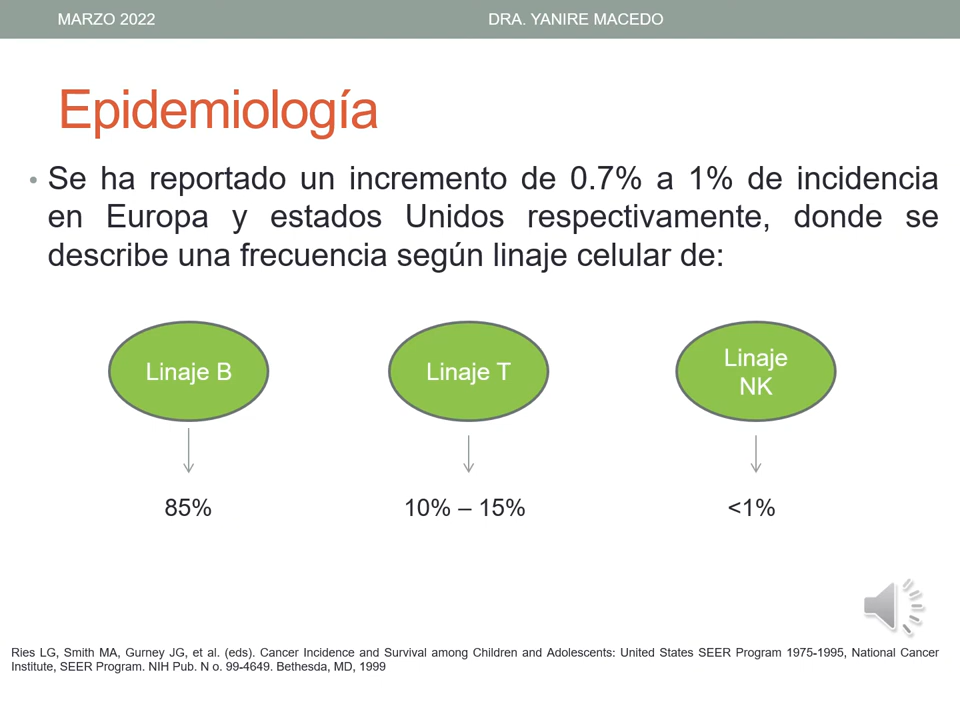 MARZO 2022 DRA. YANIRE MACEDO
Epidemiología
• Se ha reportado un incremento de 0.7% a 1% de incidencia
en Europa y estados Unidos respectivamente, donde se
describe una frecuencia según linaje celular de:
Linaje B
Linaje T
Linaje
NK
85%
10% – 15%
<1%
Ries LG, Smith MA, Gurney JG, et al. (eds). Cancer Incidence and Survival among Children and Adolescents: United States SEER Program 1975-1995, National Cancer
Institute, SEER Program. NIH Pub. N o. 99-4649. Bethesda, MD, 1999